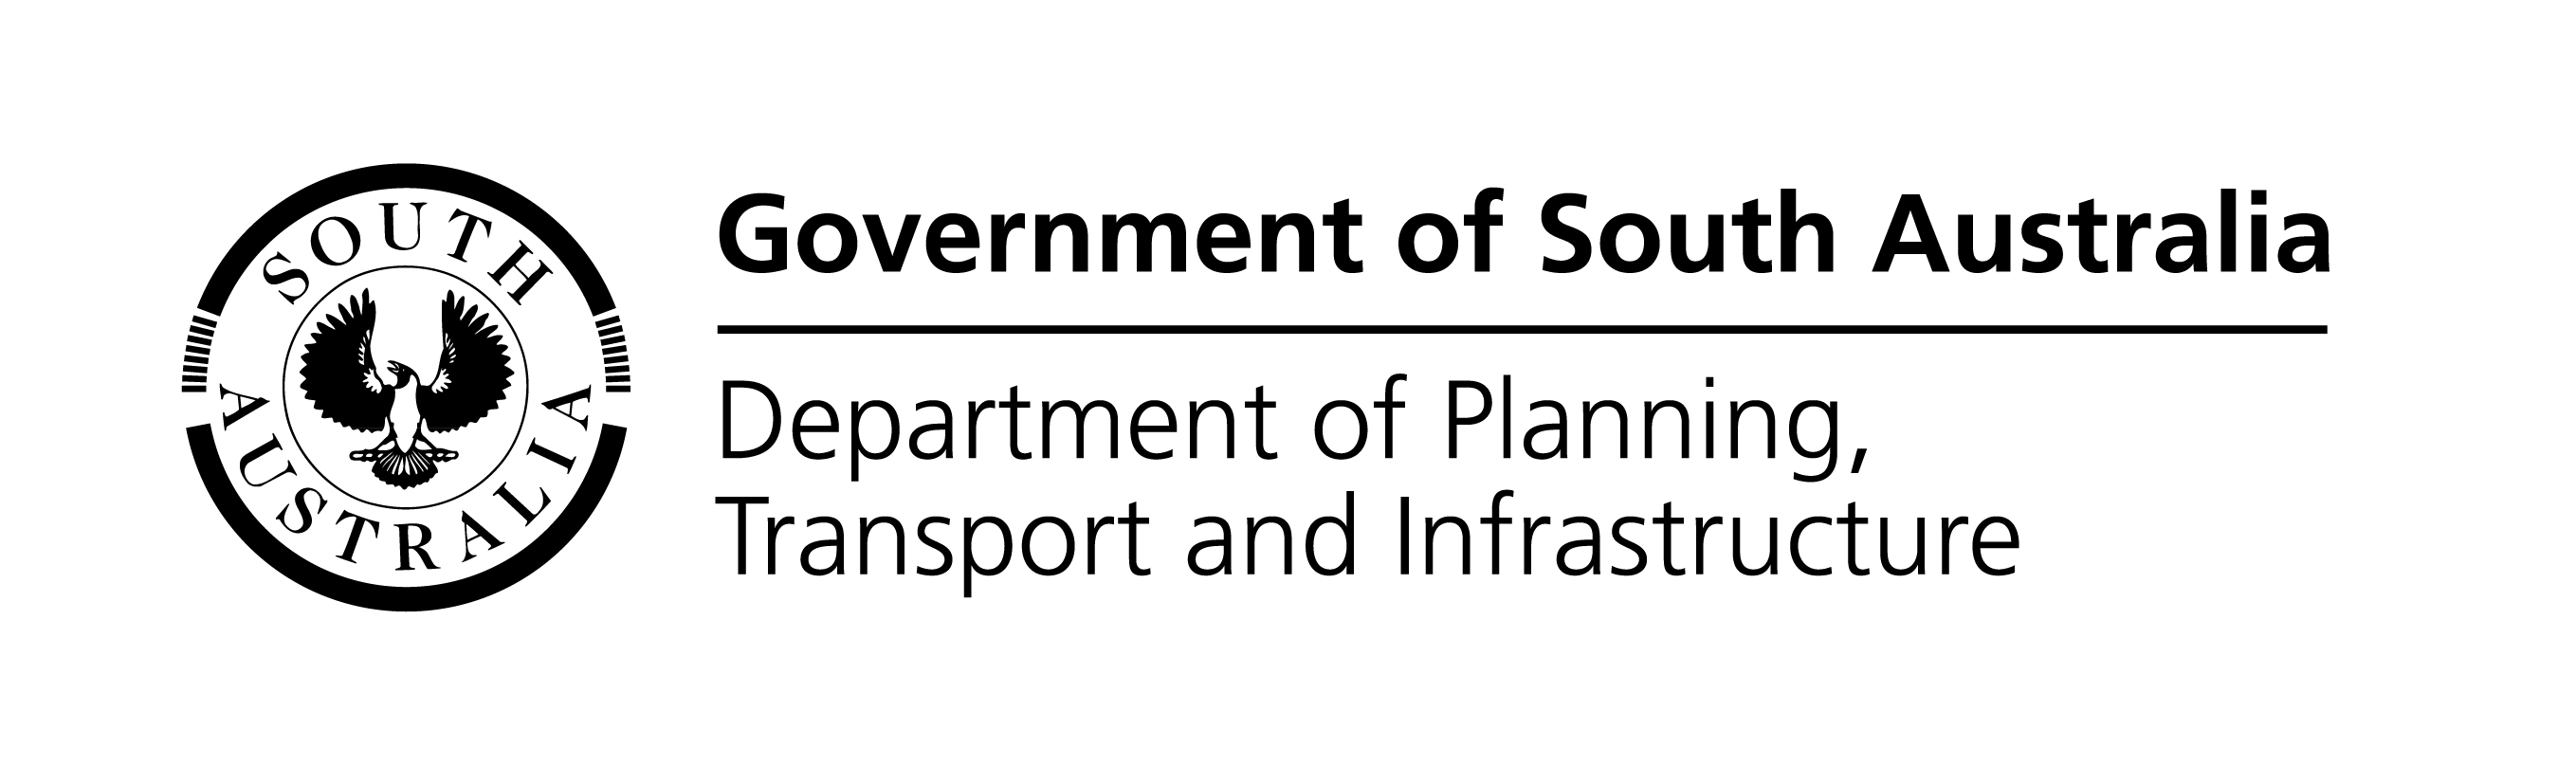 SOUTH
AUSTRALIA
Government of South Australia
Department of Planning,
Transport and Infrastructure